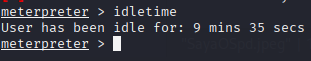 meterpreter > idletime
User has been idle for: 9 mins 35 secs
meterpreter >